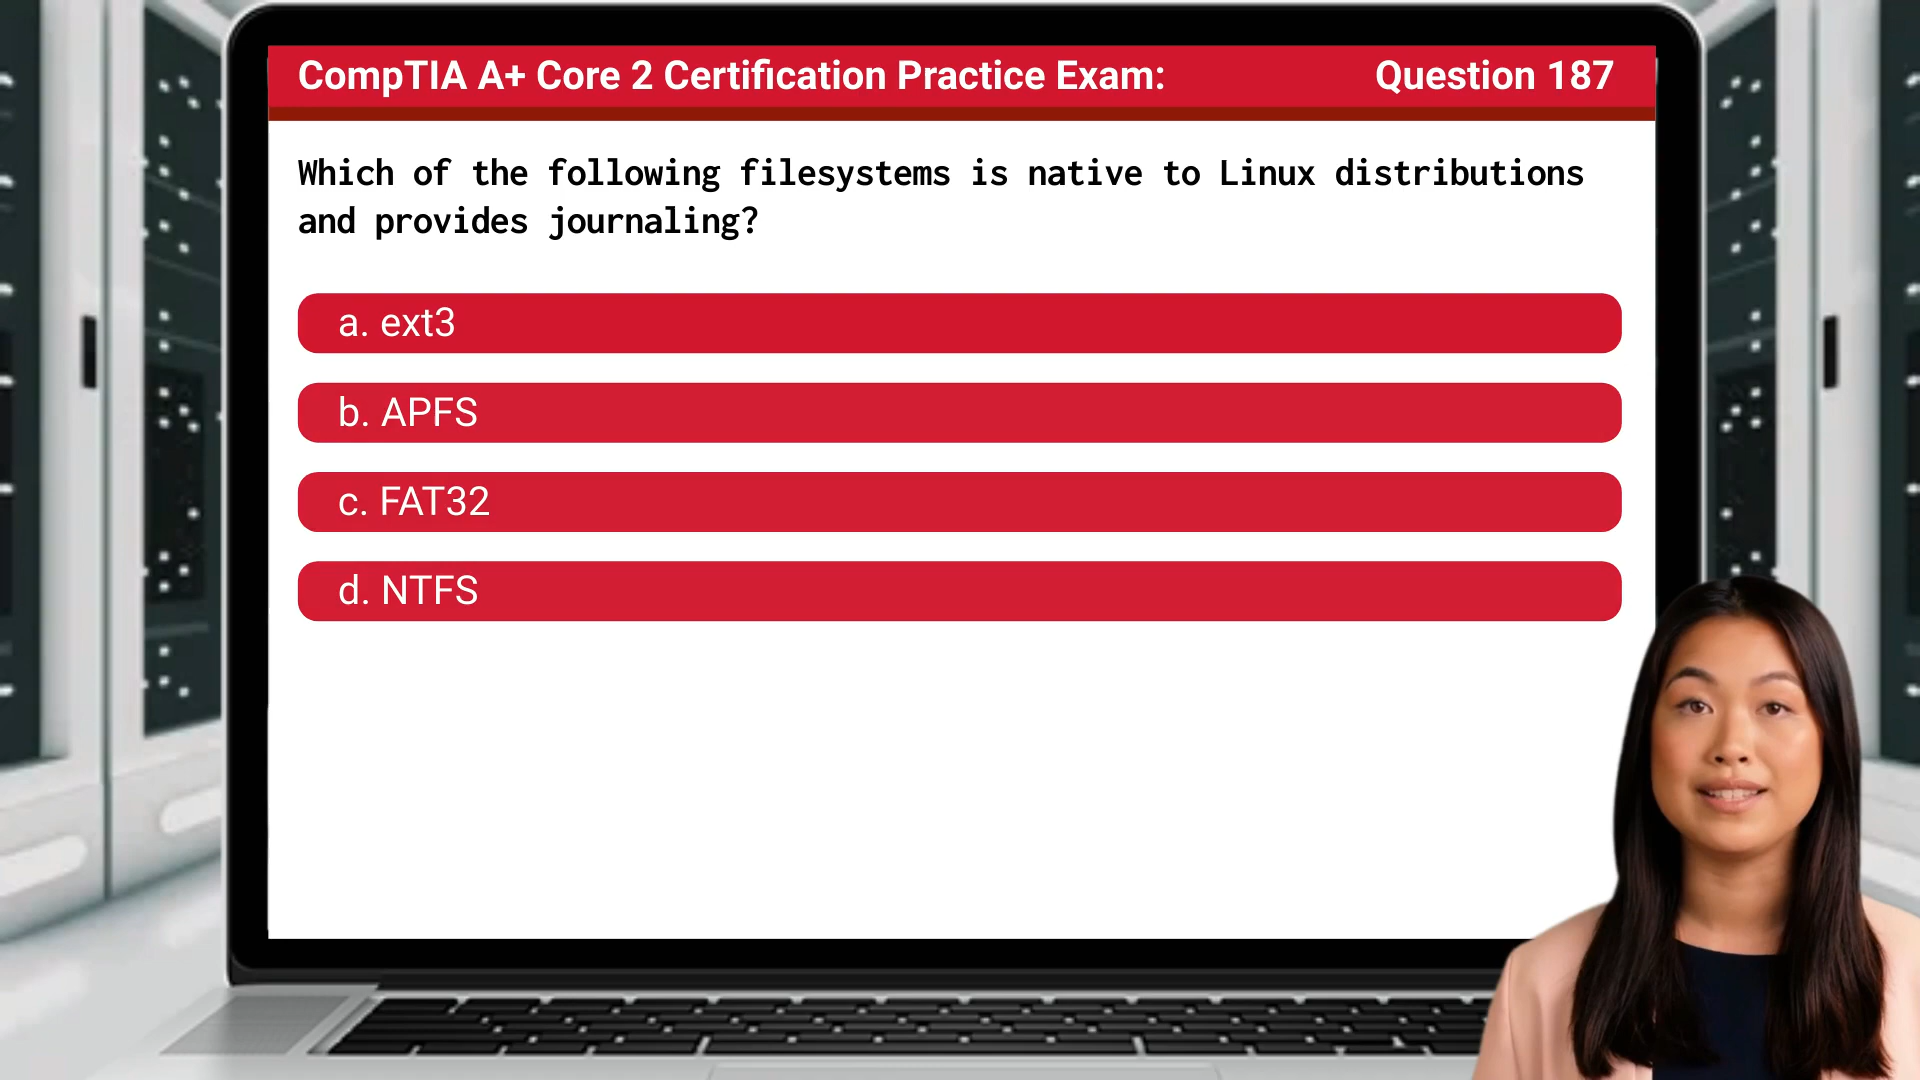 CompTIA A+ Core 2 Certification Practice Exam: Question 187
Which of the following filesystems is native to Linux distributions
and provides journaling?
a. ext3
b. APFS
c. FAT32
d. NTFS